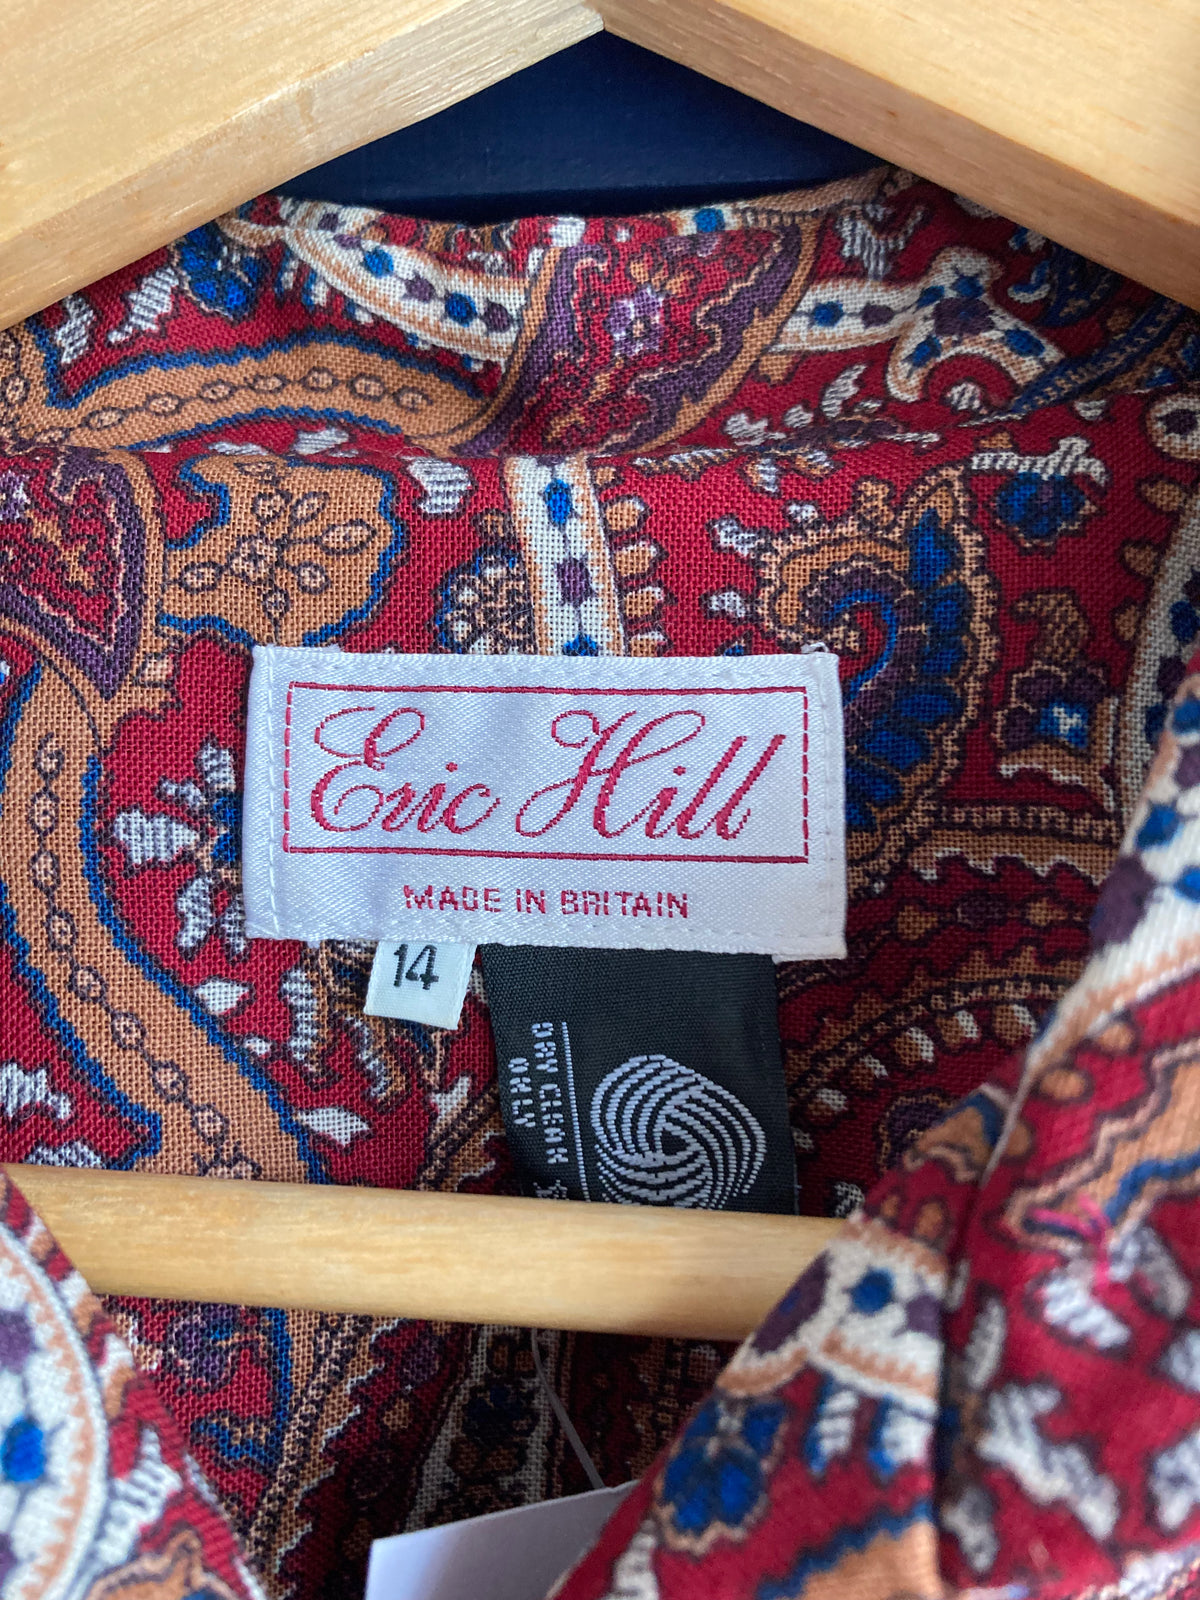 Eric Hill
MADE IN BRITAIN
14
DRY CLEAN
ONLY